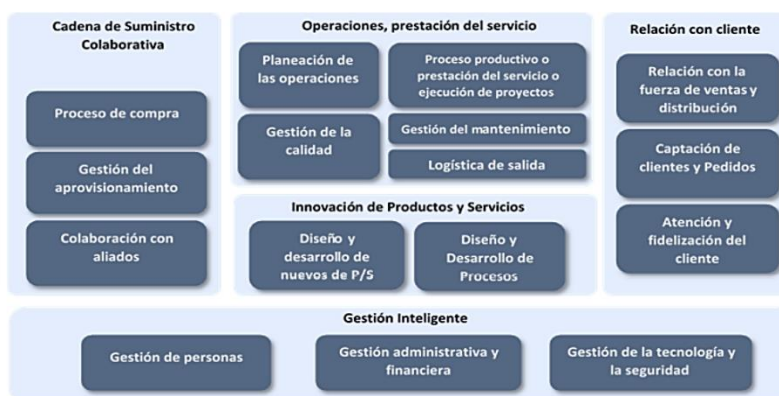 Cadena de Suministro
Colaborativa
Proceso de compra
Gestión del
aprovisionamiento
Colaboración con
aliados
Operaciones, prestación del servicio
Planeación de
las operaciones
Gestión de la
calidad
Proceso productivo o
prestación del servicio o
ejecución de proyectos
Gestión del mantenimiento
Logística de salida
Innovación de Productos y Servicios
Diseño y
desarrollo de
nuevos de P/S
Diseño y
Desarrollo de
Procesos
Relación con cliente
Relación con la
fuerza de ventas y
distribución
Captación de
clientes y Pedidos
Atención y
fidelización del
cliente
Gestión Inteligente
Gestión de personas
Gestión administrativa y
financiera
Gestión de la tecnología y
la seguridad